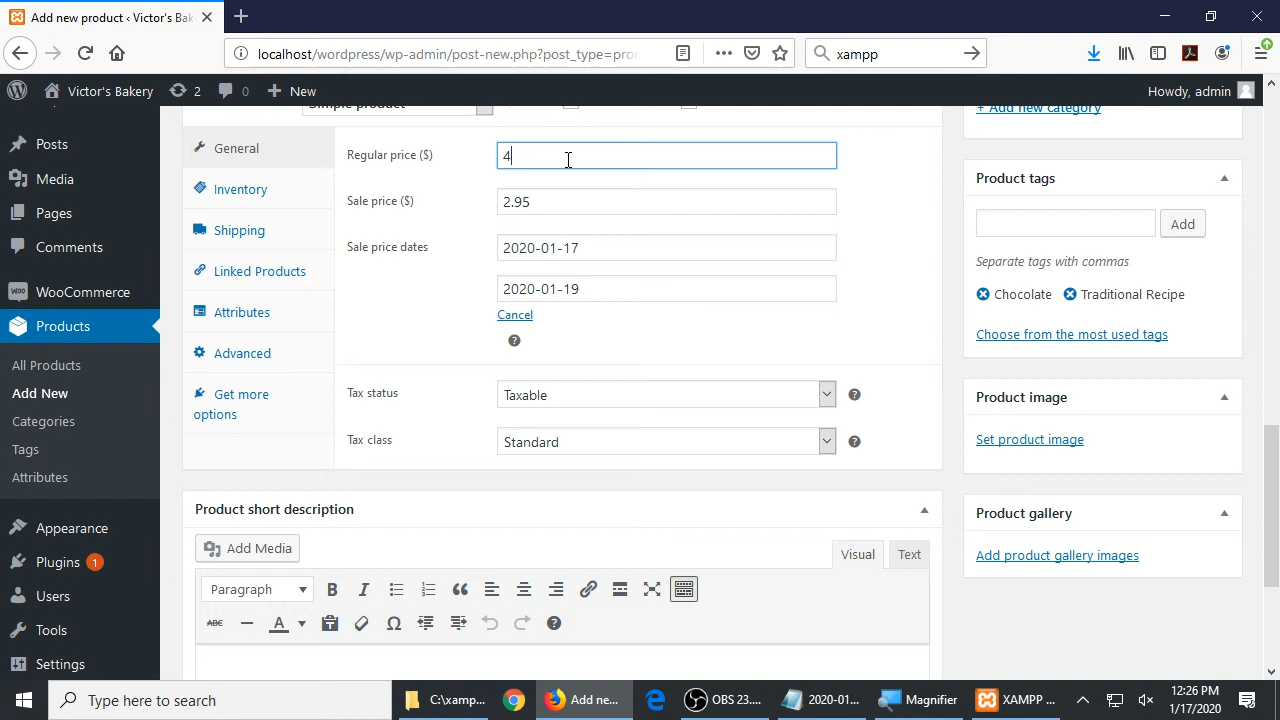 Add new product ‹ Victor's Bak
localhost/wordpress/wp-admin/post-new.php?post_type=pro
xampp
Victor's Bakery
2
0
New
Howdy, admin
Posts
Media
Pages
Comments
WooCommerce
Products
All Products
Add New
Categories
Tags
Attributes
Appearance
Plugins 1
Users
Tools
Settings
Simple product
General
Inventory
Shipping
Linked Products
Attributes
Advanced
Get more
options
Regular price ($)
4
Sale price ($)
2.95
Sale price dates
2020-01-17
2020-01-19
Cancel
Tax status
Taxable
Tax class
Standard
Product short description
Add Media
Visual
Text
Paragraph
+ Add new category
Product tags
Add
Separate tags with commas
Chocolate
Traditional Recipe
Choose from the most used tags
Product image
Set product image
Product gallery
Add product gallery images
Type here to search
C:\xamp...
Add ne...
OBS 23....
2020-01...
Magnifier
XAMPP ...
12:26 PM
1/17/2020